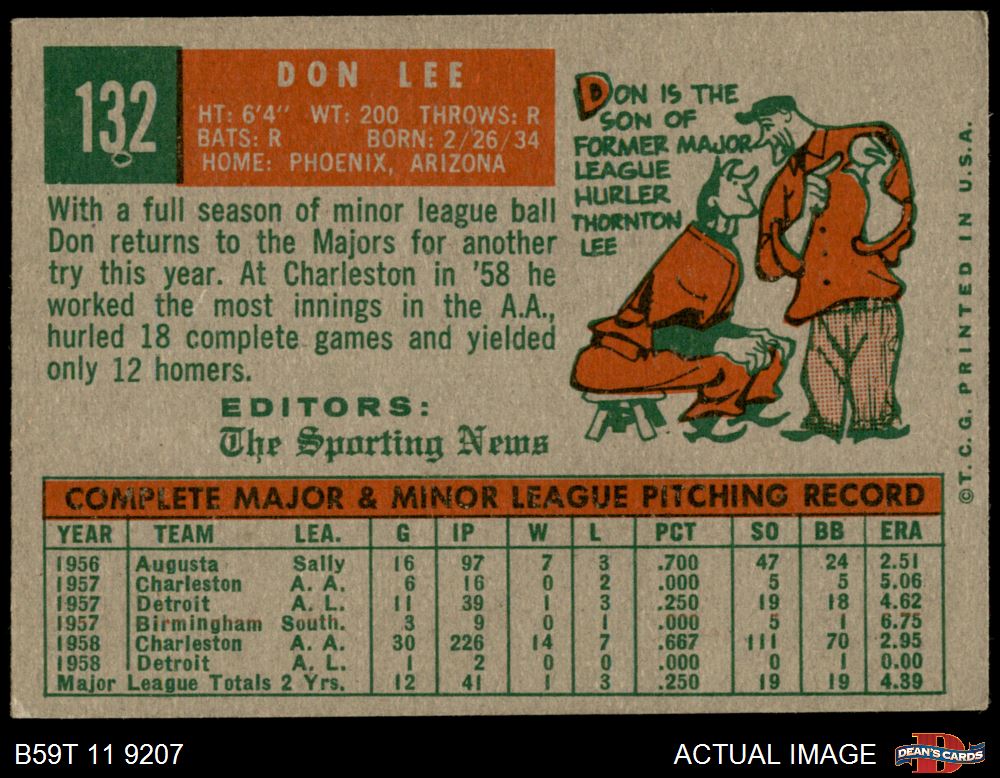 132
DON LEE
HT: 6'4" WT: 200 THROWS: R
BATS: R BORN: 2/26/34
HOME: PHOENIX, ARIZONA
With a full season of minor league ball
Don returns to the Majors for another
try this year. At Charleston in '58 he
worked the most innings in the A.A.,
hurled 18 complete games and yielded
only 12 homers.
EDITORS:
The Sporting News
DON IS THE
SON OF
FORMER MAJOR
LEAGUE
HURLER
THORNTON
LEE
©T. C. G. PRINTED IN U.S.A.
COMPLETE MAJOR & MINOR LEAGUE PITCHING RECORD
YEAR TEAM LEA. G IP W L PCT SO BB ERA
1956 Augusta Sally 16 97 7 3 .700 47 24 2.51
1957 Charleston A. A. 6 16 0 2 .000 5 5 5.06
1957 Detroit A. L. 11 39 1 3 .250 19 18 4.62
1957 Birmingham South. 3 9 0 1 .000 5 1 6.75
1958 Charleston A. A. 30 226 14 7 .667 111 70 2.95
1958 Detroit A. L. 1 2 0 0 .000 0 1 0.00
Major League Totals 2 Yrs. 12 41 1 3 .250 19 19 4.39
B59T 11 9207
ACTUAL IMAGE
DEAN'S CARDS